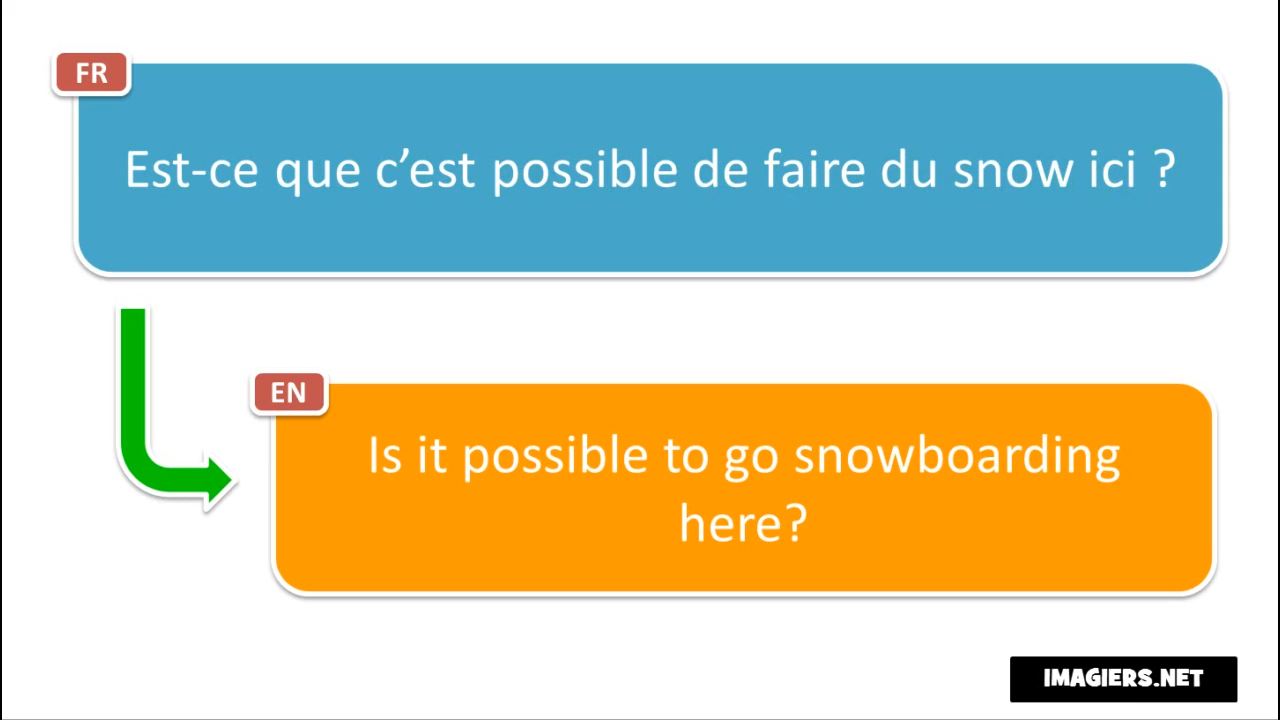 FR
Est-ce que c’est possible de faire du snow ici ?
EN
Is it possible to go snowboarding
here?
IMAGIERS.NET